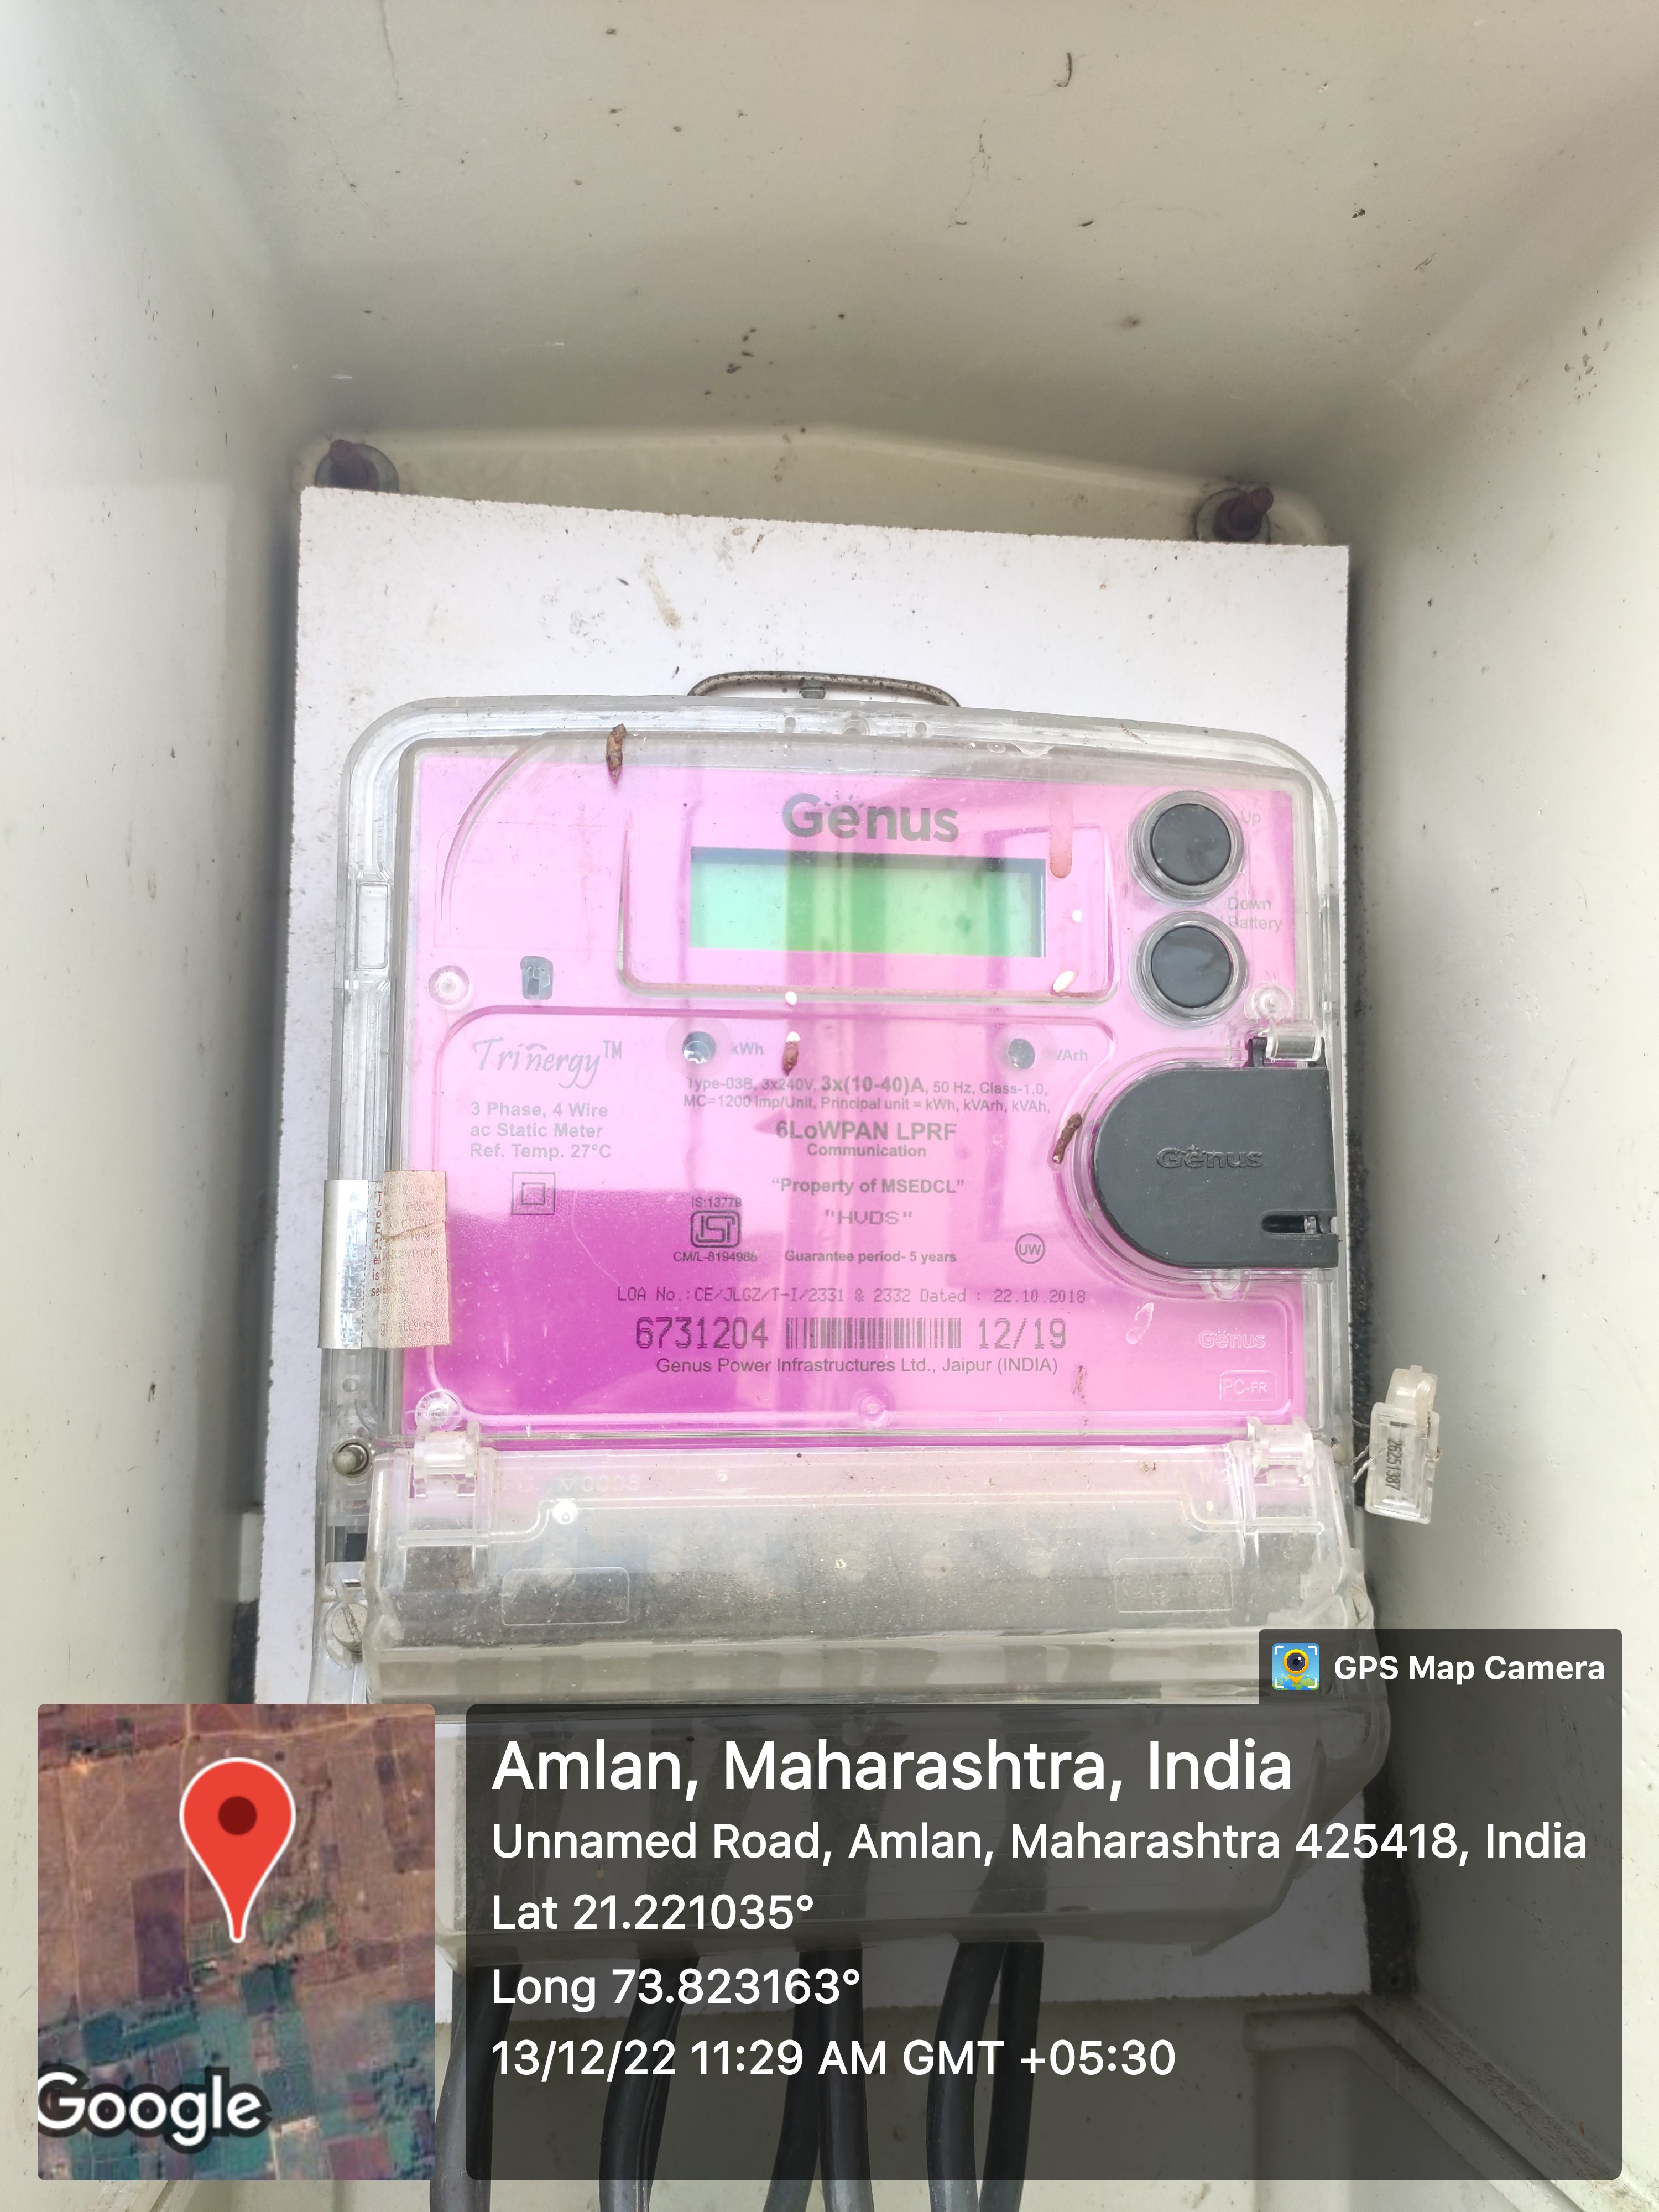 Genus
Up
Down
Battery
Trinergy™
kWh
3 Phase, 4 Wire
ac Static Meter
Ref. Temp. 27°C
Type-03B, 3x240V, 3x(10-40)A, 50 Hz, Class-1.0,
MC=1200 Imp/Unit, Principal unit = kWh, kVArh, kVAh,
6LoWPAN LPRF
Communication
"Property of MSEDCL"
"HVDS"
IS:13779
ISI
CM/L-8194988
Guarantee period- 5 years
UW
Genus
LOA No.:CE/JLGZ/T-I/2331 & 2332 Dated : 22.10.2018
6731204 12/19
Genus Power Infrastructures Ltd., Jaipur (INDIA)
Genus
PC-FR
26251387
GPS Map Camera
Amlan, Maharashtra, India
Unnamed Road, Amlan, Maharashtra 425418, India
Lat 21.221035°
Long 73.823163°
13/12/22 11:29 AM GMT +05:30
Google